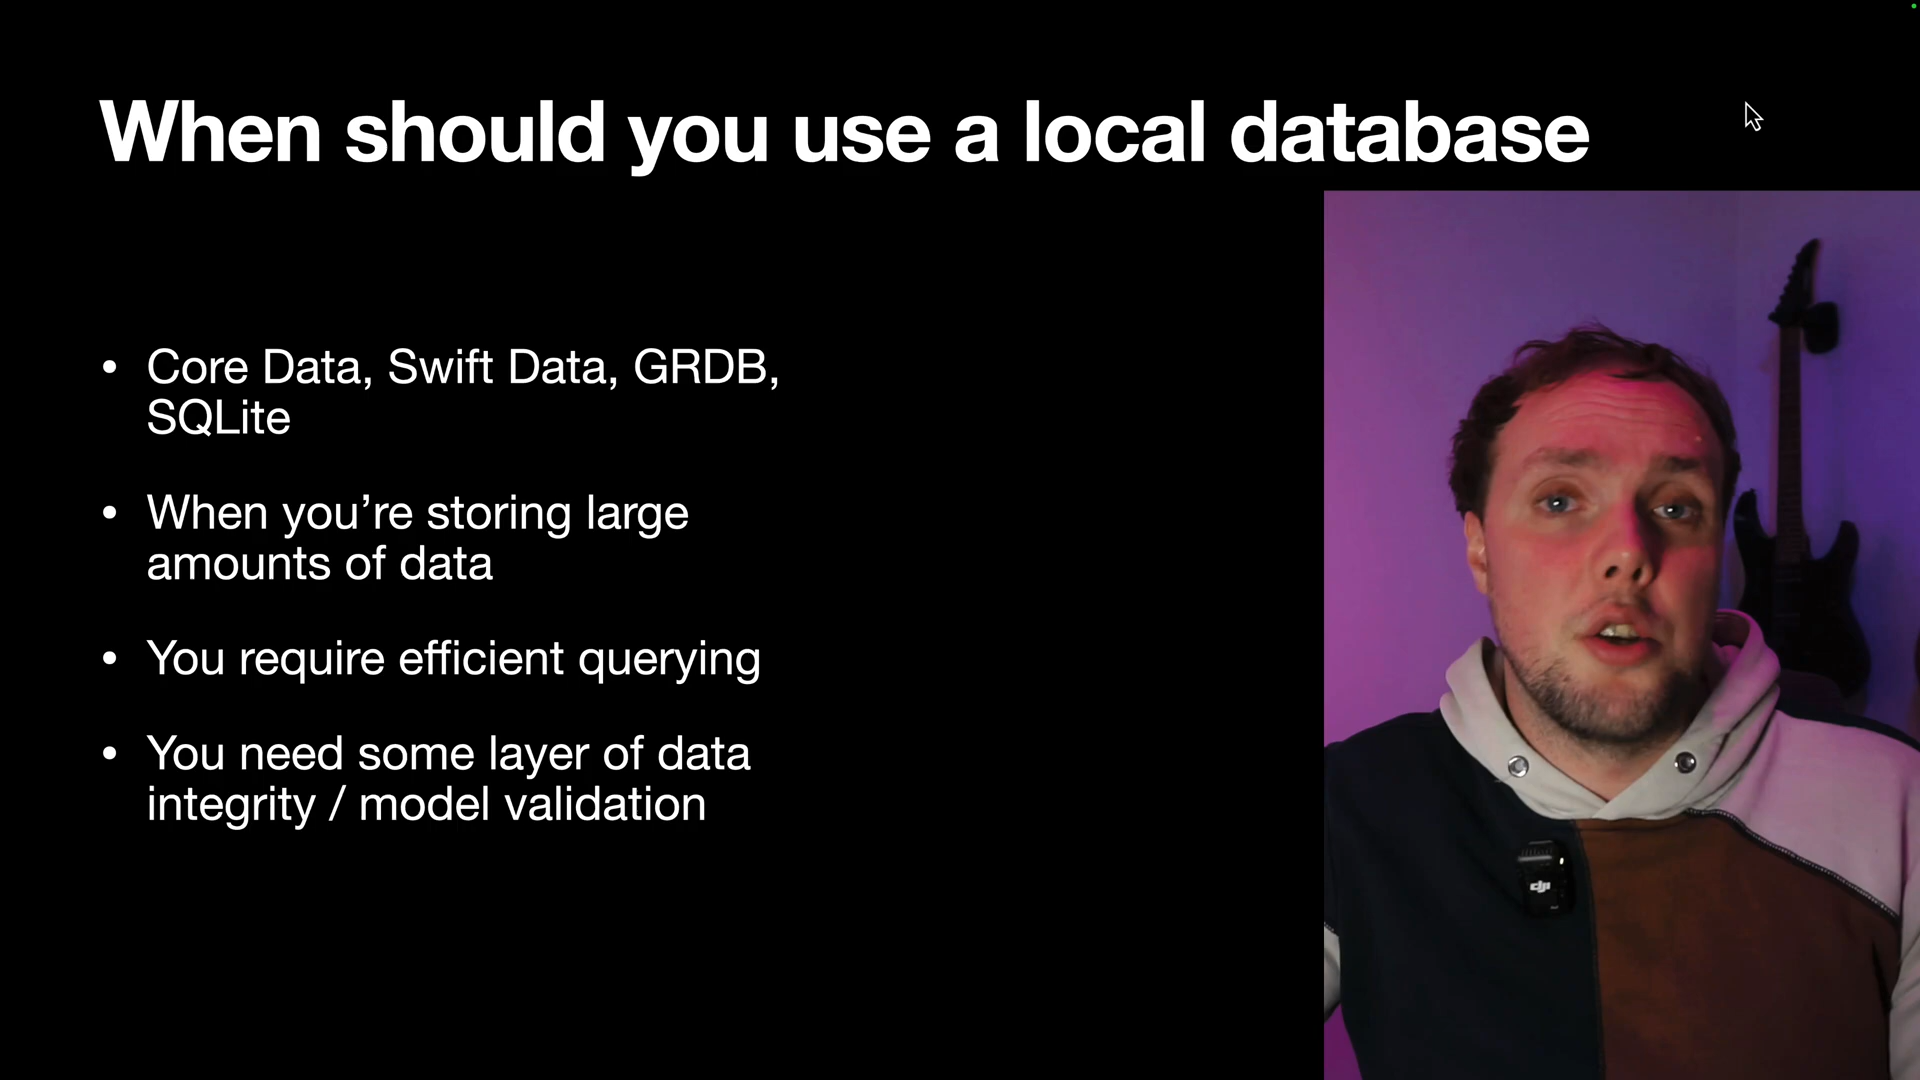 When should you use a local database
• Core Data, Swift Data, GRDB,
SQLite
• When you’re storing large
amounts of data
• You require efficient querying
• You need some layer of data
integrity / model validation
dji